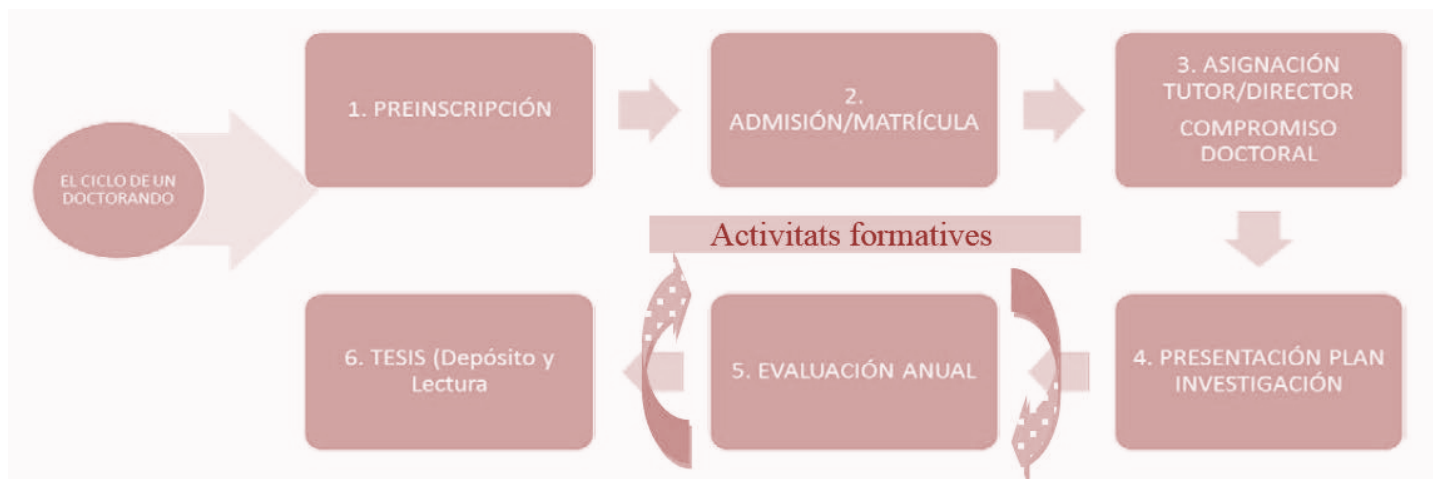 EL CICLO DE UN
DOCTORANDO
1. PREINSCRIPCIÓN
2.
ADMISIÓN/MATRÍCULA
3. ASIGNACIÓN
TUTOR/DIRECTOR
COMPROMISO
DOCTORAL
Activitats formatives
4. PRESENTACIÓN PLAN
INVESTIGACIÓN
5. EVALUACIÓN ANUAL
6. TESIS (Depósito y
Lectura